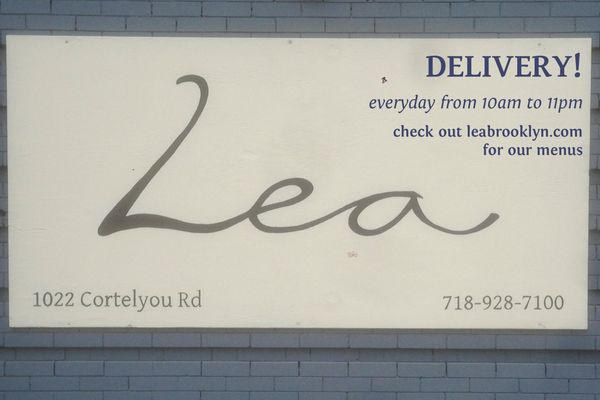 DELIVERY!
everyday from 10am to 11pm
check out leabrooklyn.com
for our menus
Lea
1022 Cortelyou Rd
718-928-7100